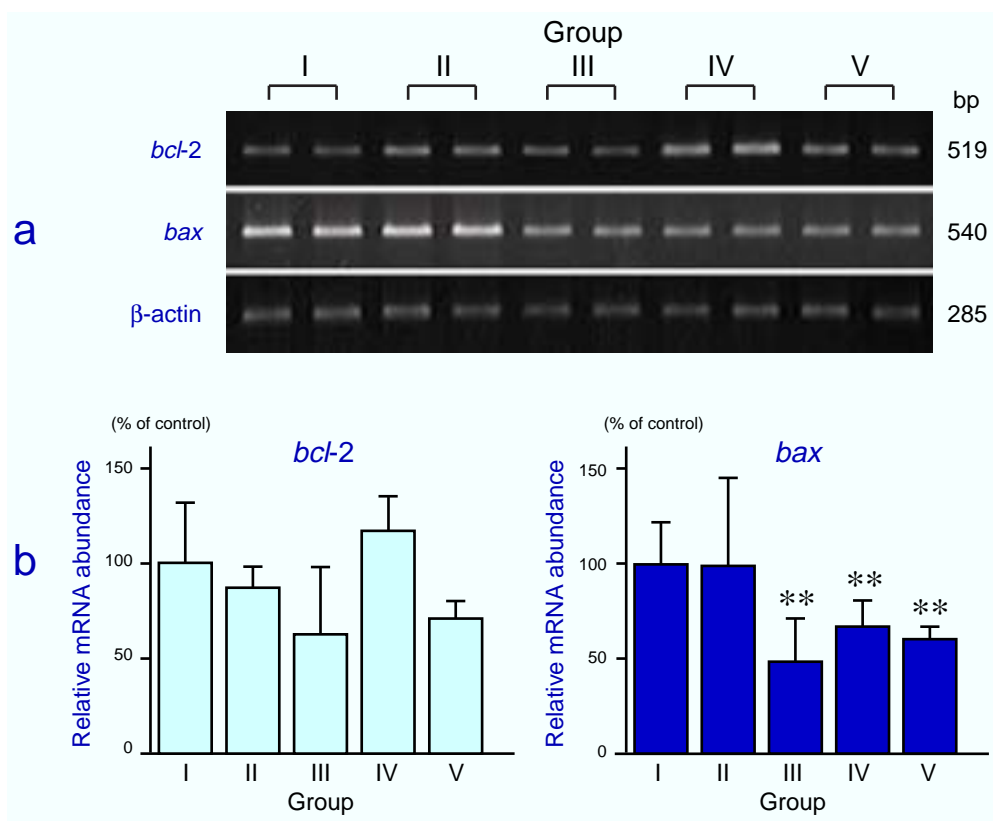 Group
I II III IV V
bp
bcl-2 519
a bax 540
β-actin 285
(% of control) (% of control)
bcl-2 bax
b
Relative mRNA abundance
150
100
50
0
I II III IV V
Group
Relative mRNA abundance
150
100
50
0
** ** **
I II III IV V
Group